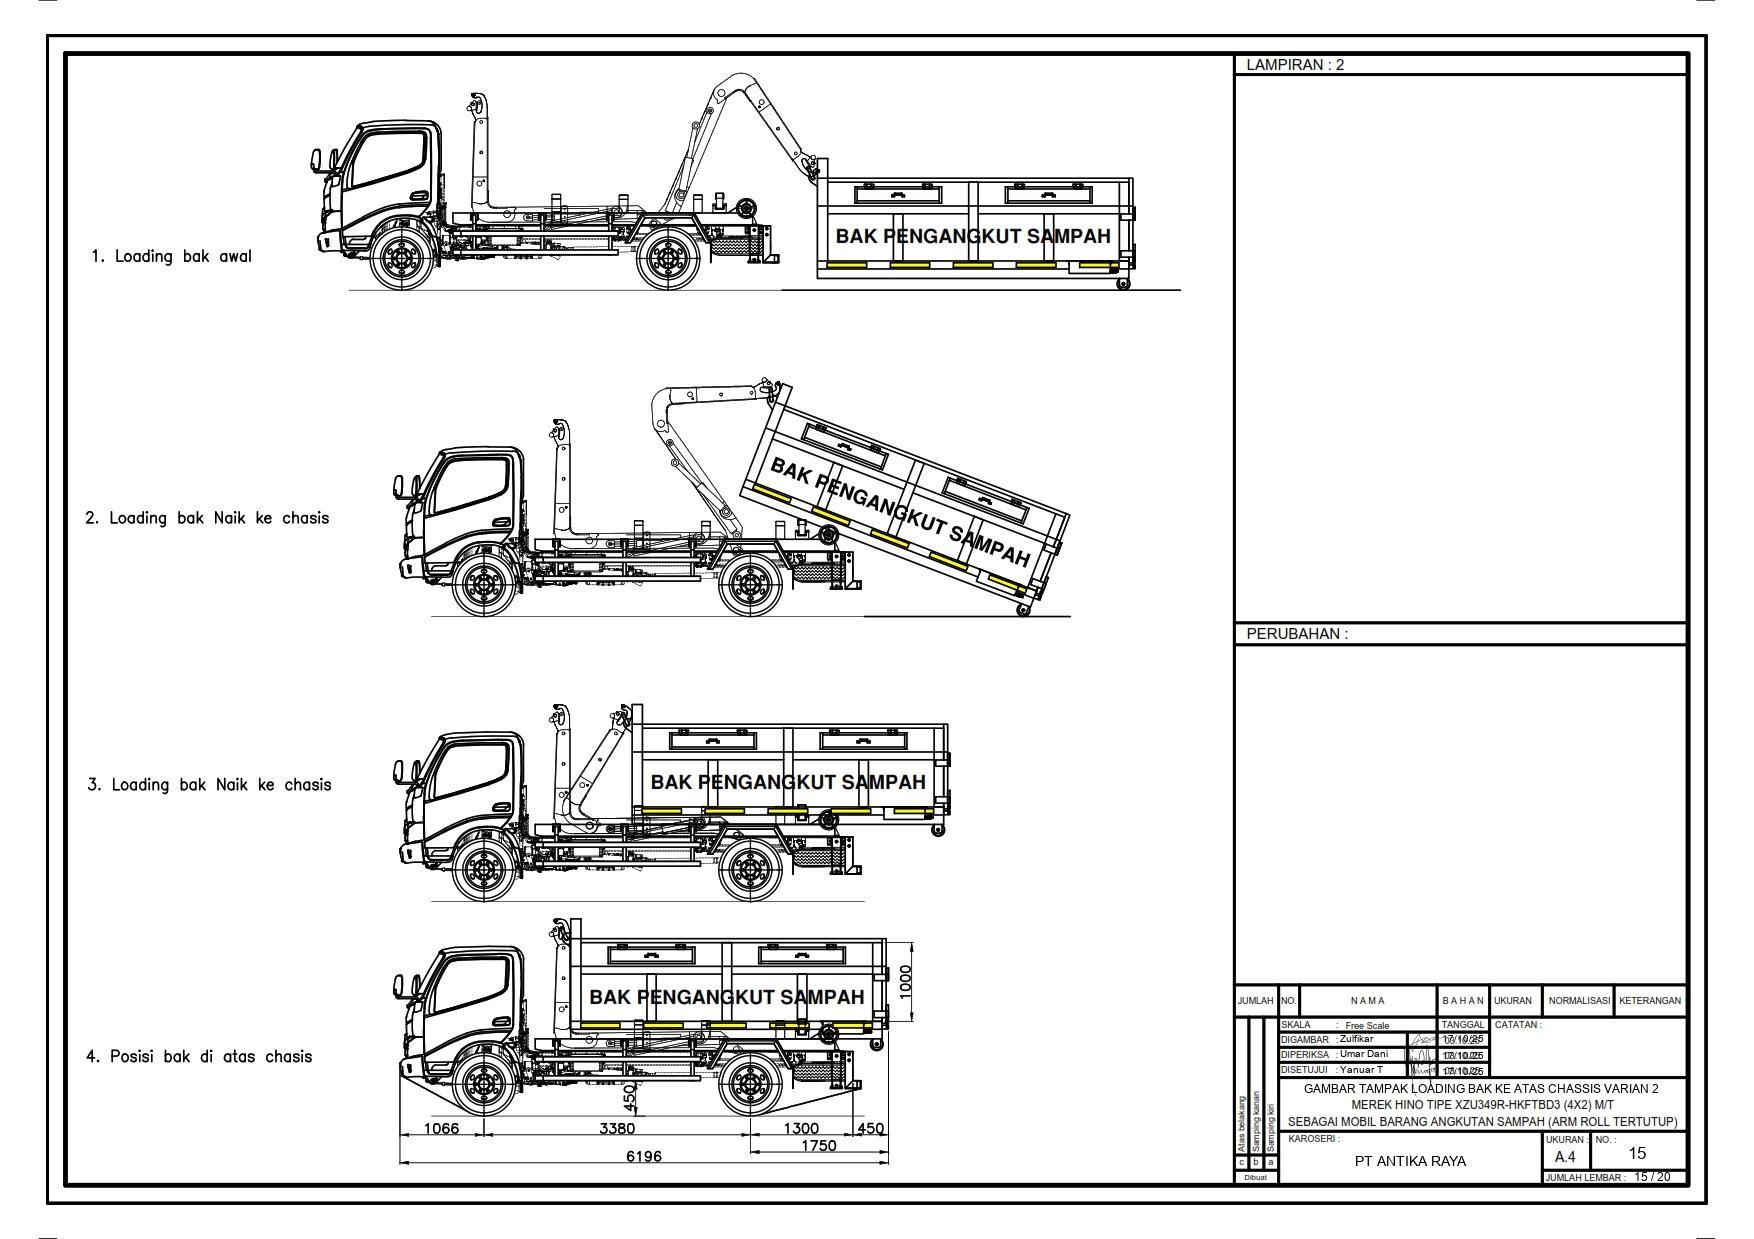 LAMPIRAN : 2
1. Loading bak awal
BAK PENGANGKUT SAMPAH
2. Loading bak Naik ke chasis
BAK PENGANGKUT SAMPAH
PERUBAHAN :
3. Loading bak Naik ke chasis
BAK PENGANGKUT SAMPAH
4. Posisi bak di atas chasis
BAK PENGANGKUT SAMPAH
1000
450
1066
3380
1300
450
1750
6196
JUMLAH NO. N A M A B A H A N UKURAN NORMALISASI KETERANGAN
SKALA : Free Scale TANGGAL CATATAN :
DIGAMBAR : Zulfikar 17/10/25
DIPERIKSA : Umar Dani 17/10/25
DISETUJUI : Yanuar T 17/10/25
GAMBAR TAMPAK LOADING BAK KE ATAS CHASSIS VARIAN 2
MEREK HINO TIPE XZU349R-HKFTBD3 (4X2) M/T
SEBAGAI MOBIL BARANG ANGKUTAN SAMPAH (ARM ROLL TERTUTUP)
Atas belakang
Samping kanan
Samping kiri
c b a
Dibuat
KAROSERI :
PT ANTIKA RAYA
UKURAN : NO. :
A.4 15
JUMLAH LEMBAR : 15 / 20